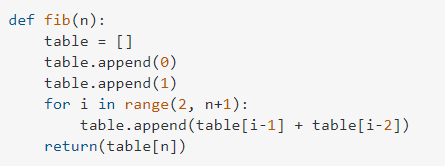 def fib(n):
    table = []
    table.append(0)
    table.append(1)
    for i in range(2, n+1):
        table.append(table[i-1] + table[i-2])
    return(table[n])